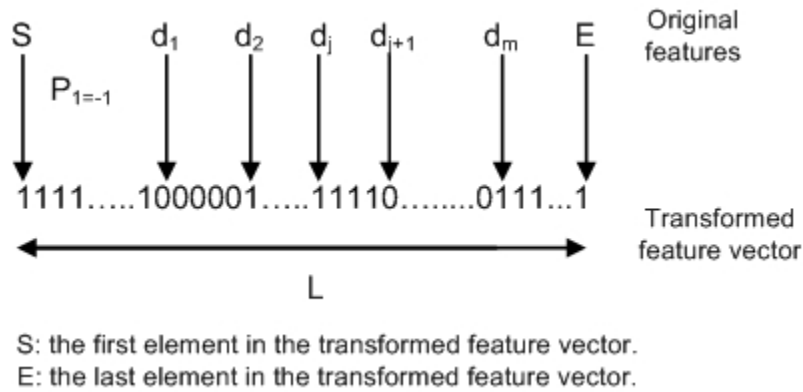 S d₁ d₂ dⱼ dⱼ₊₁ dₘ E
Original
features
P₁₌₋₁
1111.....1000001.....11110........0111...1
Transformed
feature vector
L
S: the first element in the transformed feature vector.
E: the last element in the transformed feature vector.